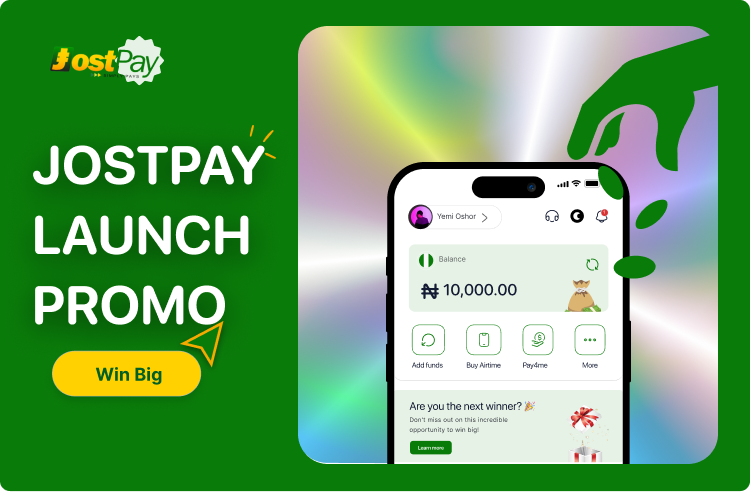 JostPay
JOSTPAY
LAUNCH
PROMO
Win Big
Yemi Oshor
Balance
₦ 10,000.00
Add funds
Buy Airtime
Pay4me
More
Are you the next winner? 🎉
Don't miss out on this incredible
opportunity to win big!
Learn more